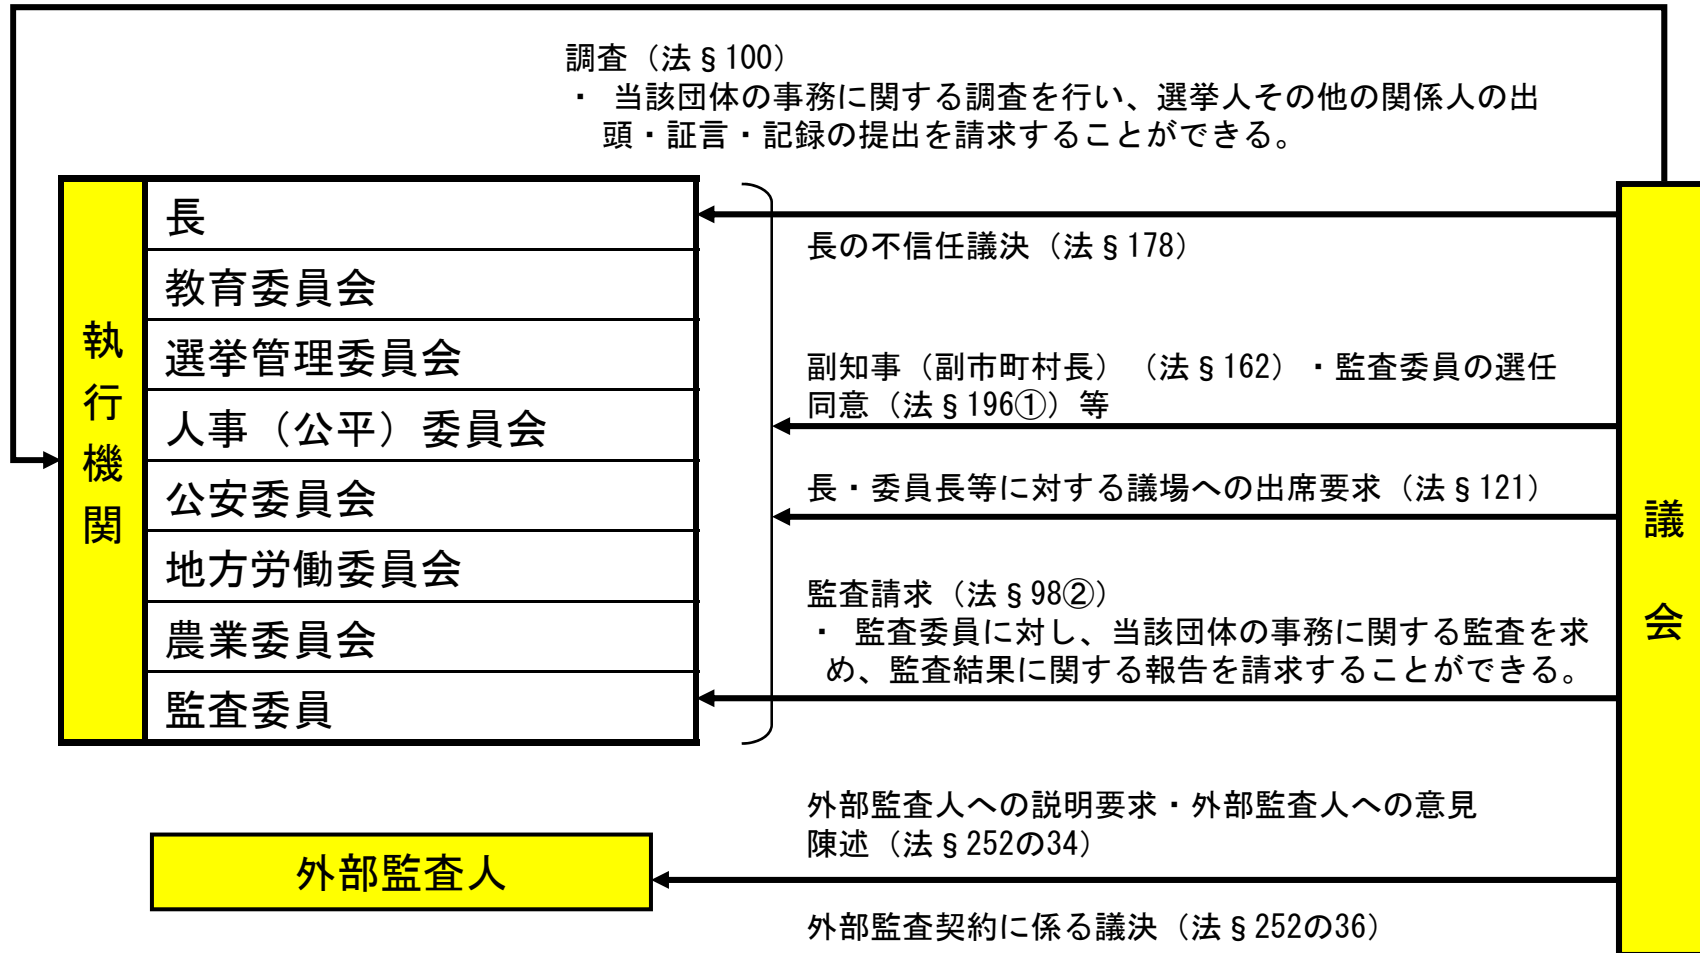 調査（法§100）
・ 当該団体の事務に関する調査を行い、選挙人その他の関係人の出
頭・証言・記録の提出を請求することができる。
執行機関
長
教育委員会
選挙管理委員会
人事（公平）委員会
公安委員会
地方労働委員会
農業委員会
監査委員
長の不信任議決（法§178）
副知事（副市町村長）（法§162）・監査委員の選任
同意（法§196①）等
長・委員長等に対する議場への出席要求（法§121）
監査請求（法§98②）
・ 監査委員に対し、当該団体の事務に関する監査を求
め、監査結果に関する報告を請求することができる。
議会
外部監査人への説明要求・外部監査人への意見
陳述（法§252の34）
外部監査人
外部監査契約に係る議決（法§252の36）